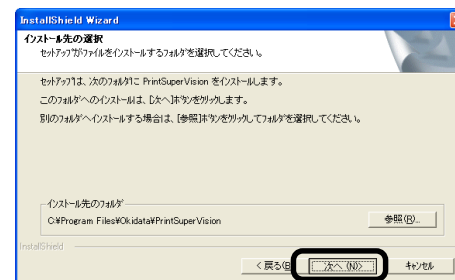 InstallShield Wizard
インストール先の選択
セットアップがファイルをインストールするフォルダを選択してください。
セットアップは、次のフォルダに PrintSuperVision をインストールします。
このフォルダへのインストールは、[次へ]ボタンをクリックします。
別のフォルダへインストールする場合は、[参照]ボタンをクリックしてフォルダを選択してください。
インストール先のフォルダ
C:¥Program Files¥Okidata¥PrintSuperVision
参照(R)...
InstallShield
< 戻る(B)
次へ(N)>
キャンセル